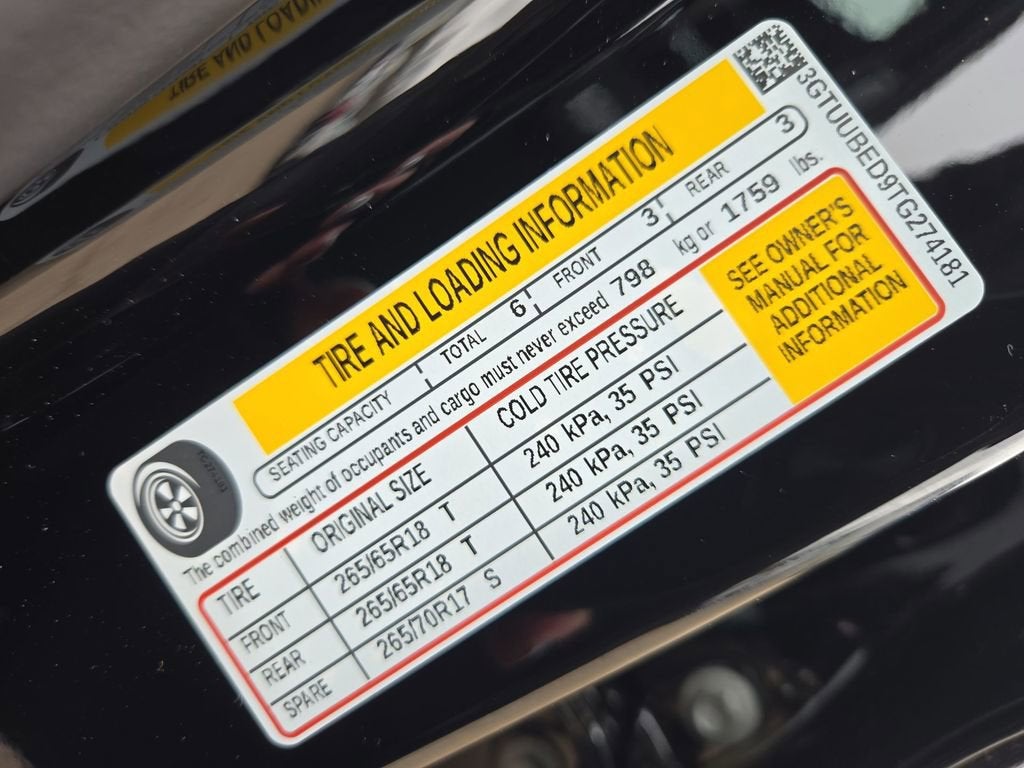 TIRE AND LOADING INFORMATION
SEATING CAPACITY TOTAL 6 FRONT 3 REAR 3
The combined weight of occupants and cargo must never exceed 798 kg or 1759 lbs.
TIRE ORIGINAL SIZE COLD TIRE PRESSURE
FRONT 265/65R18 T 240 kPa, 35 PSI
REAR 265/65R18 T 240 kPa, 35 PSI
SPARE 265/70R17 S 240 kPa, 35 PSI
SEE OWNER'S
MANUAL FOR
ADDITIONAL
INFORMATION
3GTUUBED9TG274181
TIRE AND LOADING